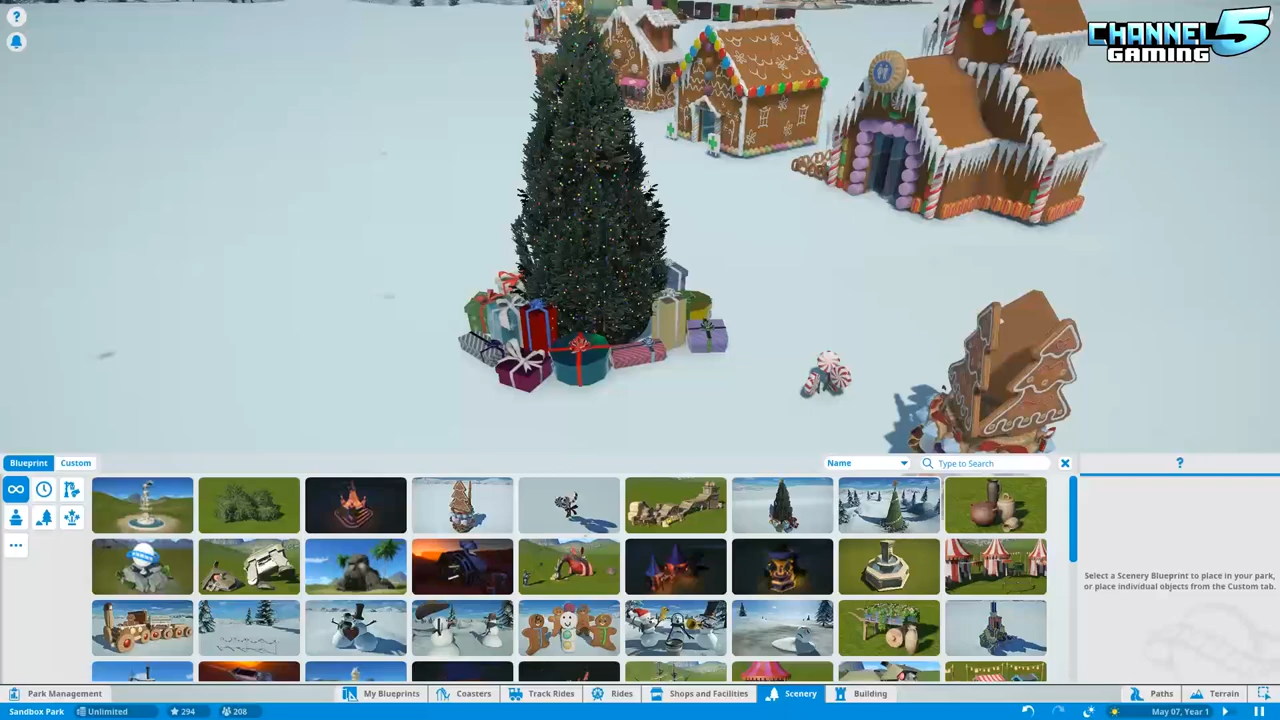 ?
CHANNEL 5
GAMING
Blueprint
Custom
Name
Type to Search
?
Select a Scenery Blueprint to place in your park,
or place individual objects from the Custom tab.
Park Management
My Blueprints
Coasters
Track Rides
Rides
Shops and Facilities
Scenery
Building
Paths
Terrain
Sandbox Park
Unlimited
294
208
May 07, Year 1